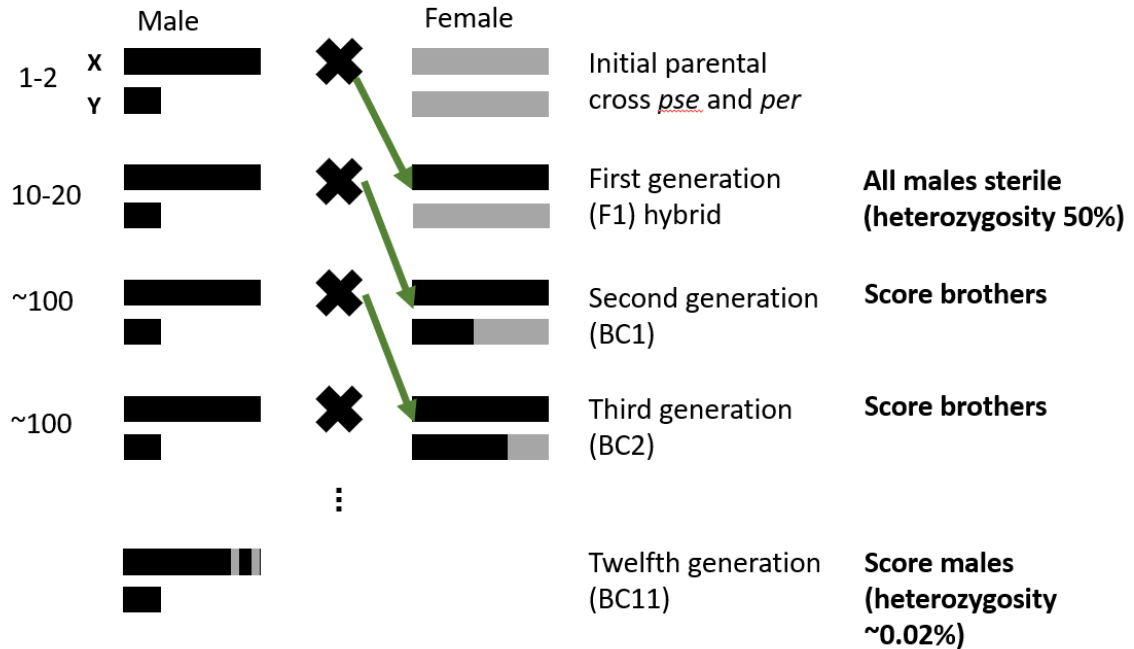 Male Female
1-2 X Initial parental
Y cross pse and per
10-20 First generation All males sterile
(F1) hybrid (heterozygosity 50%)
~100 Second generation Score brothers
(BC1)
~100 Third generation Score brothers
(BC2)
⋮
Twelfth generation Score males
(BC11) (heterozygosity
~0.02%)